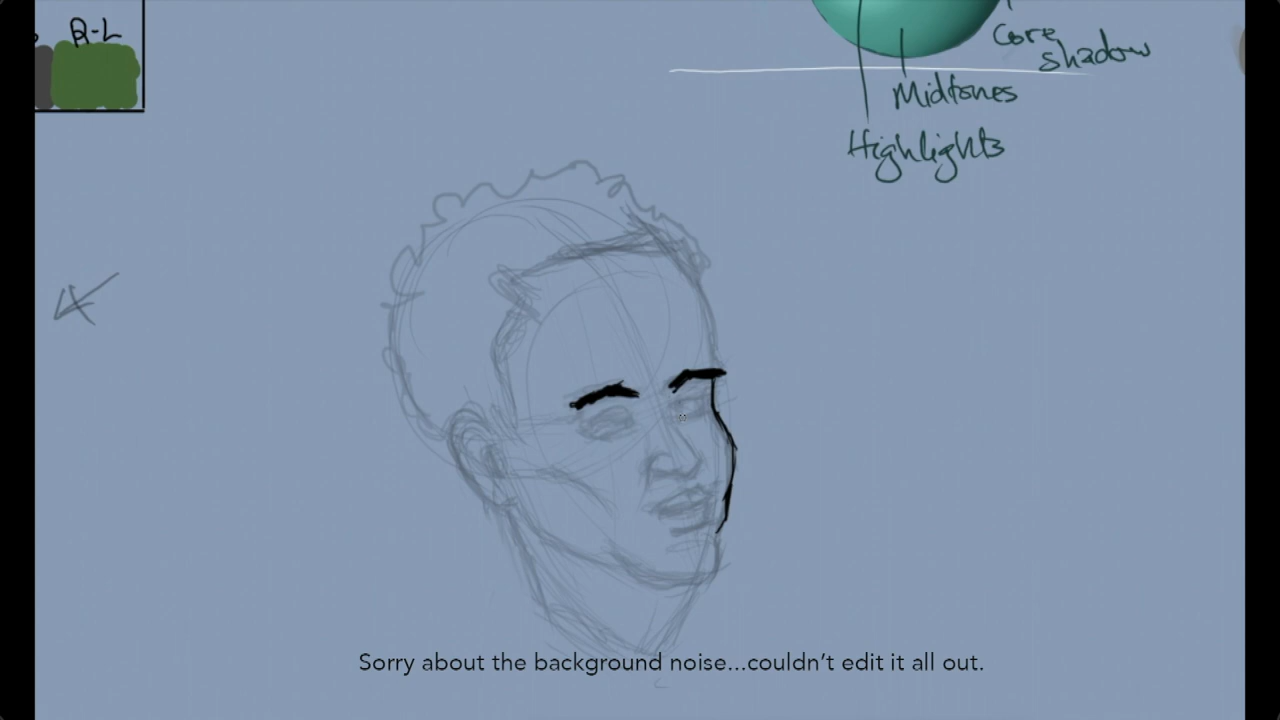 R-L
Core
shadow
Midtones
Highlights
Sorry about the background noise...couldn't edit it all out.